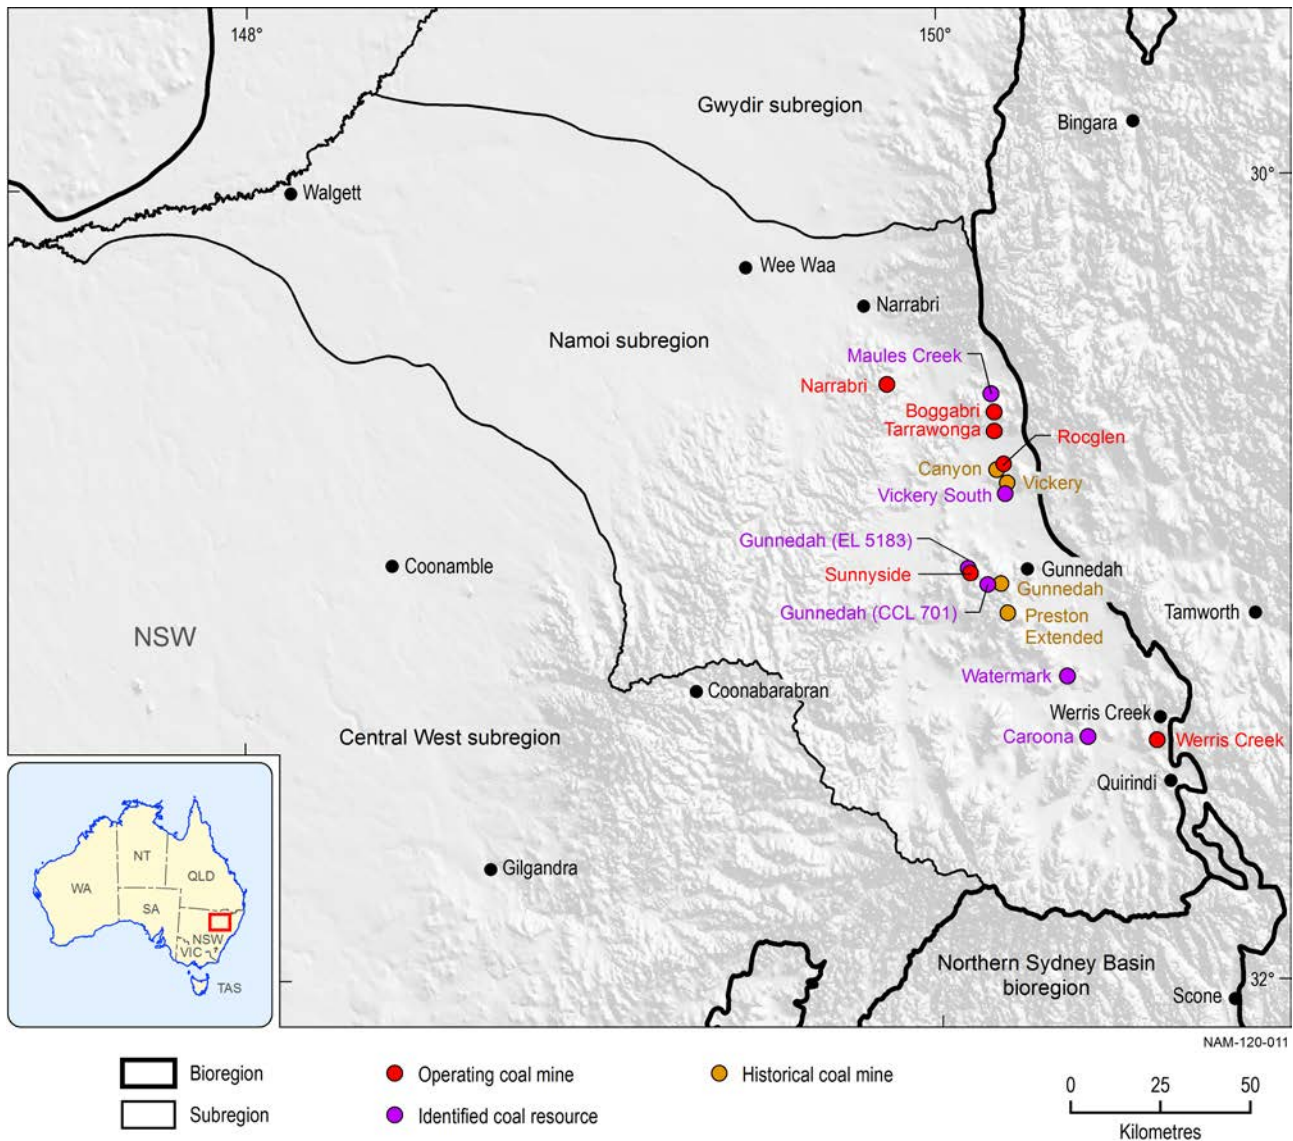 148°
150°
Gwydir subregion
Bingara
30°
Walgett
Wee Waa
Narrabri
Namoi subregion
Maules Creek
Narrabri
Boggabri
Tarrawonga
Rocglen
Canyon
Vickery
Vickery South
Gunnedah (EL 5183)
Coonamble
Sunnyside
Gunnedah
Gunnedah
Gunnedah (CCL 701)
Tamworth
Preston
Extended
NSW
Watermark
Coonabarabran
Werris Creek
Central West subregion
Caroona
Werris Creek
Quirindi
NT
QLD
WA
SA
NSW
VIC
TAS
Gilgandra
Northern Sydney Basin
bioregion
32°
Scone
NAM-120-011
Bioregion
Operating coal mine
Historical coal mine
Subregion
Identified coal resource
0 25 50
Kilometres